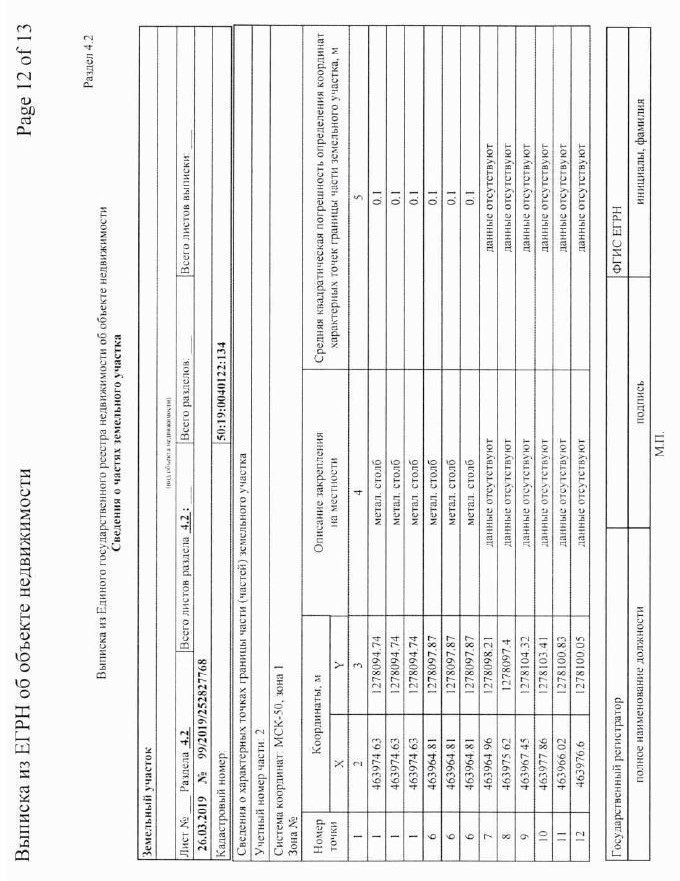 Выписка из ЕГРН об объекте недвижимости Page 12 of 13
Раздел 4.2
Выписка из Единого государственного реестра недвижимости об объекте недвижимости
Сведения о частях земельного участка
Земельный участок
(вид объекта недвижимости)
Лист № ___ Раздела 4.2 Всего листов раздела 4.2 : ___ Всего разделов: ___ Всего листов выписки: ___
26.03.2019 № 99/2019/252827768
Кадастровый номер: 50:19:0040122:134
Сведения о характерных точках границы части (частей) земельного участка
Учетный номер части: 2
Система координат МСК-50, зона 1
Зона №
Номер точки Координаты, м Описание закрепления на местности Средняя квадратическая погрешность определения координат характерных точек границы части земельного участка, м
X Y
1 2 3 4 5
1 463974.63 1278094.74 метал. столб 0.1
1 463974.63 1278094.74 метал. столб 0.1
1 463974.63 1278094.74 метал. столб 0.1
6 463964.81 1278097.87 метал. столб 0.1
6 463964.81 1278097.87 метал. столб 0.1
6 463964.81 1278097.87 метал. столб 0.1
7 463964.96 1278098.21 данные отсутствуют данные отсутствуют
8 463975.62 1278097.4 данные отсутствуют данные отсутствуют
9 463967.45 1278104.32 данные отсутствуют данные отсутствуют
10 463977.86 1278103.41 данные отсутствуют данные отсутствуют
11 463966.02 1278100.83 данные отсутствуют данные отсутствуют
12 463976.6 1278100.05 данные отсутствуют данные отсутствуют
Государственный регистратор ФГИС ЕГРН
полное наименование должности подпись инициалы, фамилия
М.П.